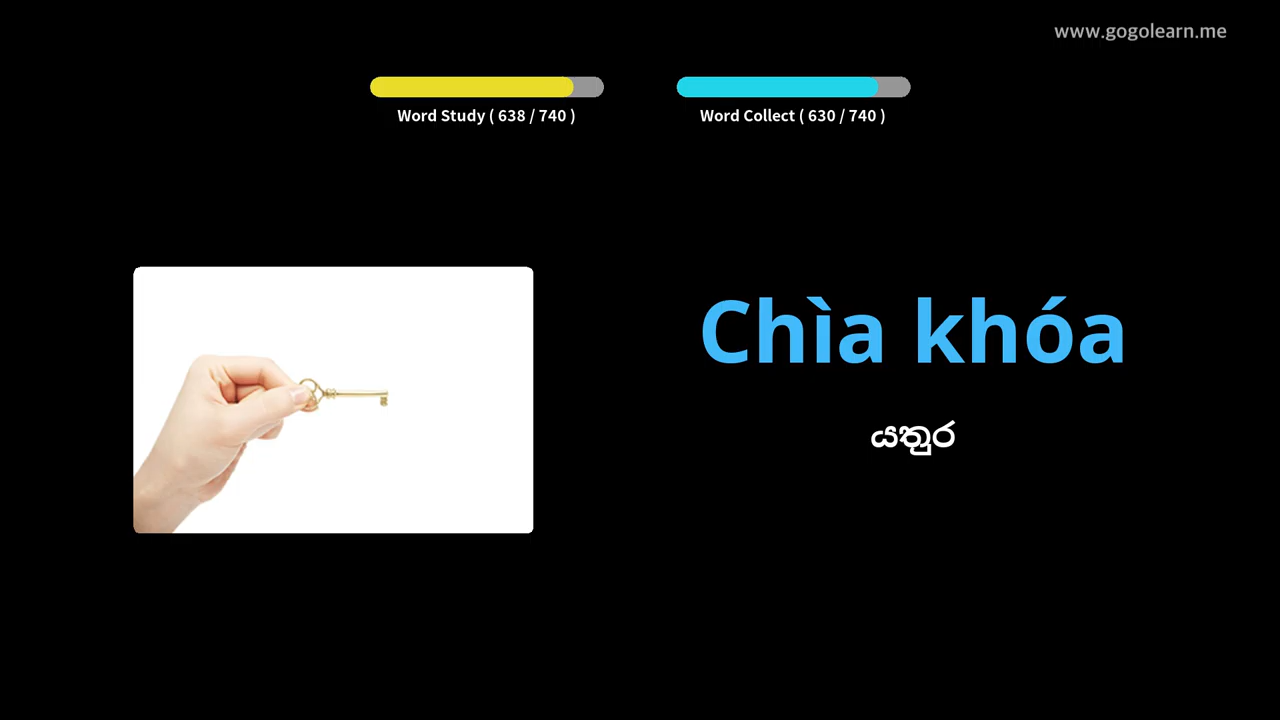 www.gogolearn.me
Word Study ( 638 / 740 )
Word Collect ( 630 / 740 )
Chìa khóa
යතුර